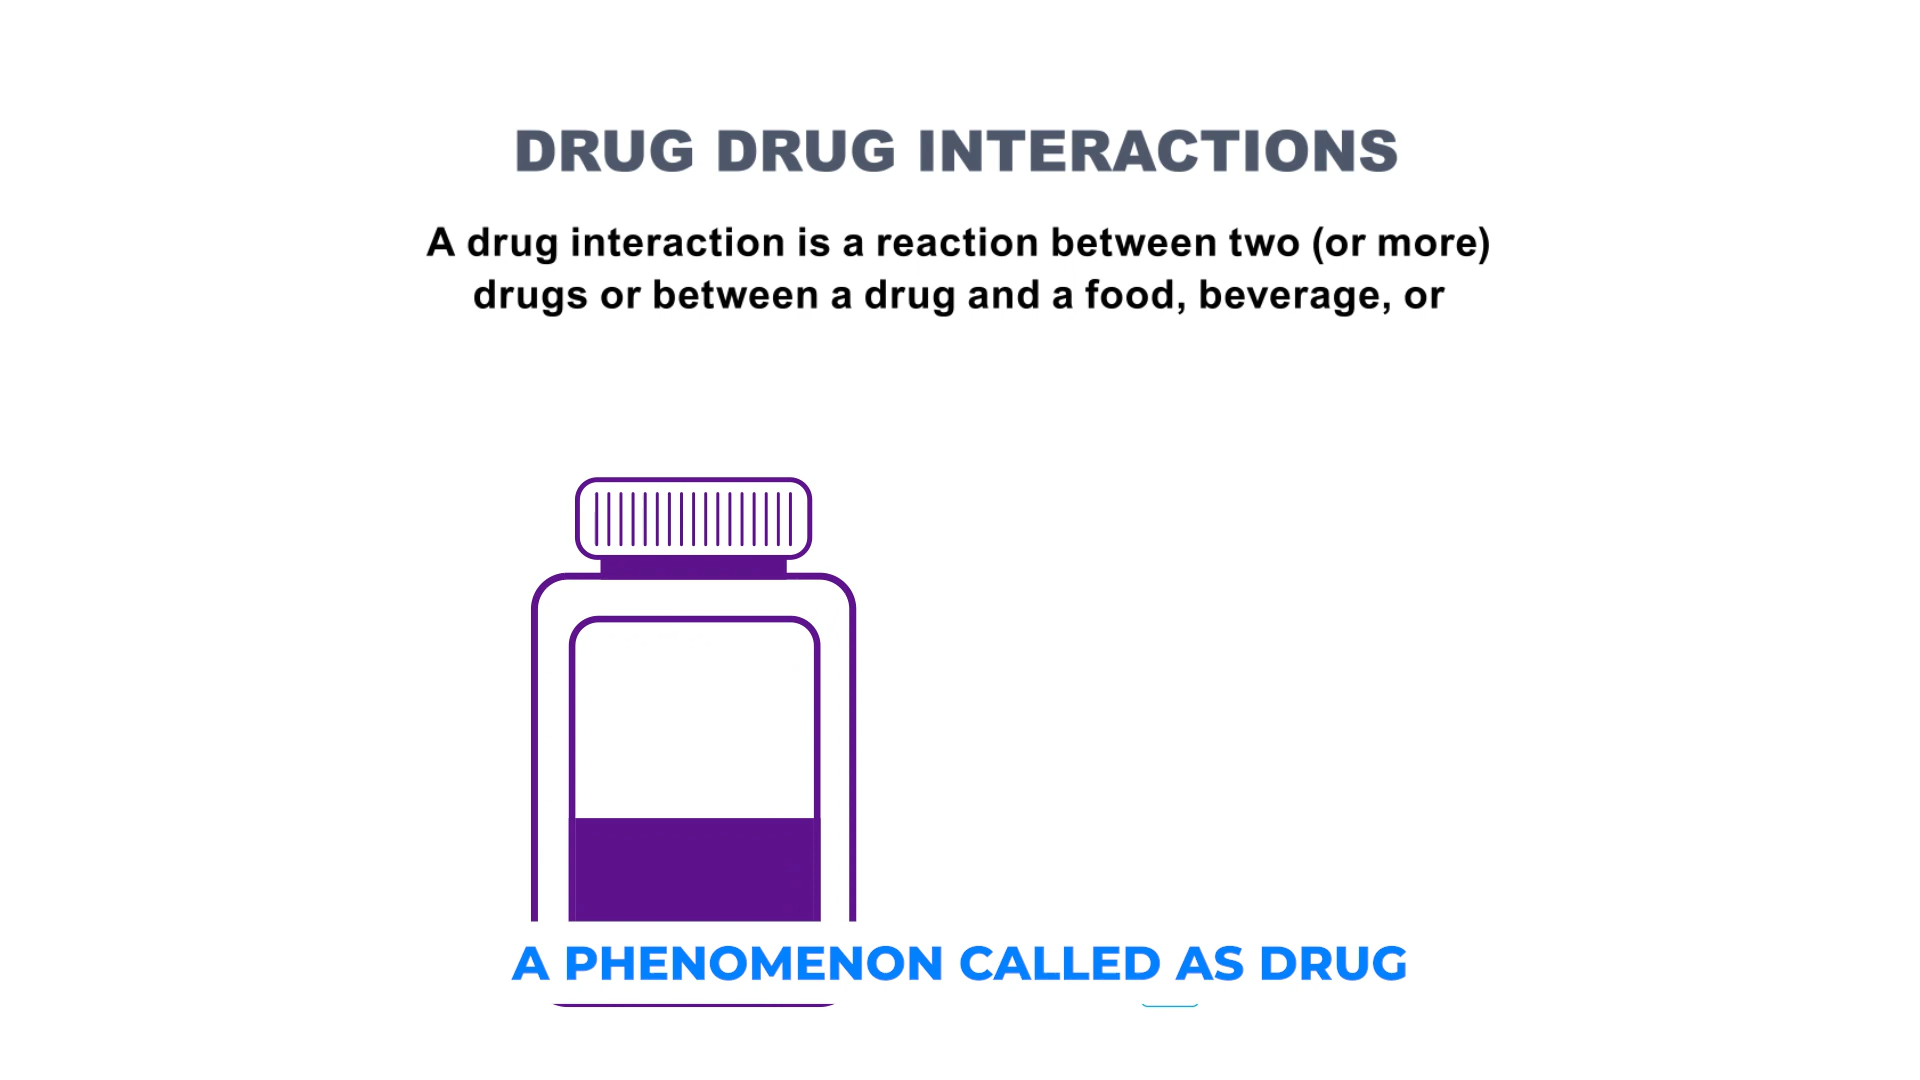 DRUG DRUG INTERACTIONS
A drug interaction is a reaction between two (or more)
drugs or between a drug and a food, beverage, or
A PHENOMENON CALLED AS DRUG